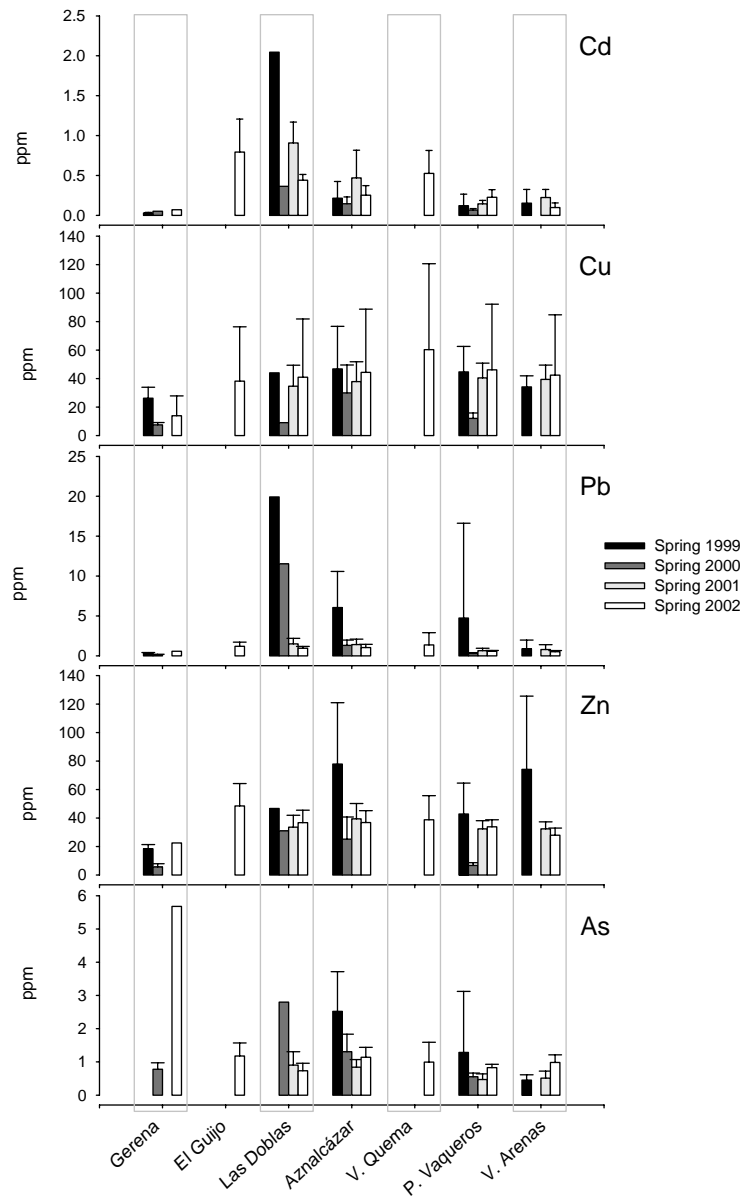 Cd
ppm
2.5
2.0
1.5
1.0
0.5
0.0
Cu
ppm
140
120
100
80
60
40
20
0
Pb
ppm
25
20
15
10
5
0
Spring 1999
Spring 2000
Spring 2001
Spring 2002
Zn
ppm
140
120
100
80
60
40
20
0
As
ppm
6
5
4
3
2
1
0
Gerena
El Guijo
Las Doblas
Aznalcázar
V. Quema
P. Vaqueros
V. Arenas